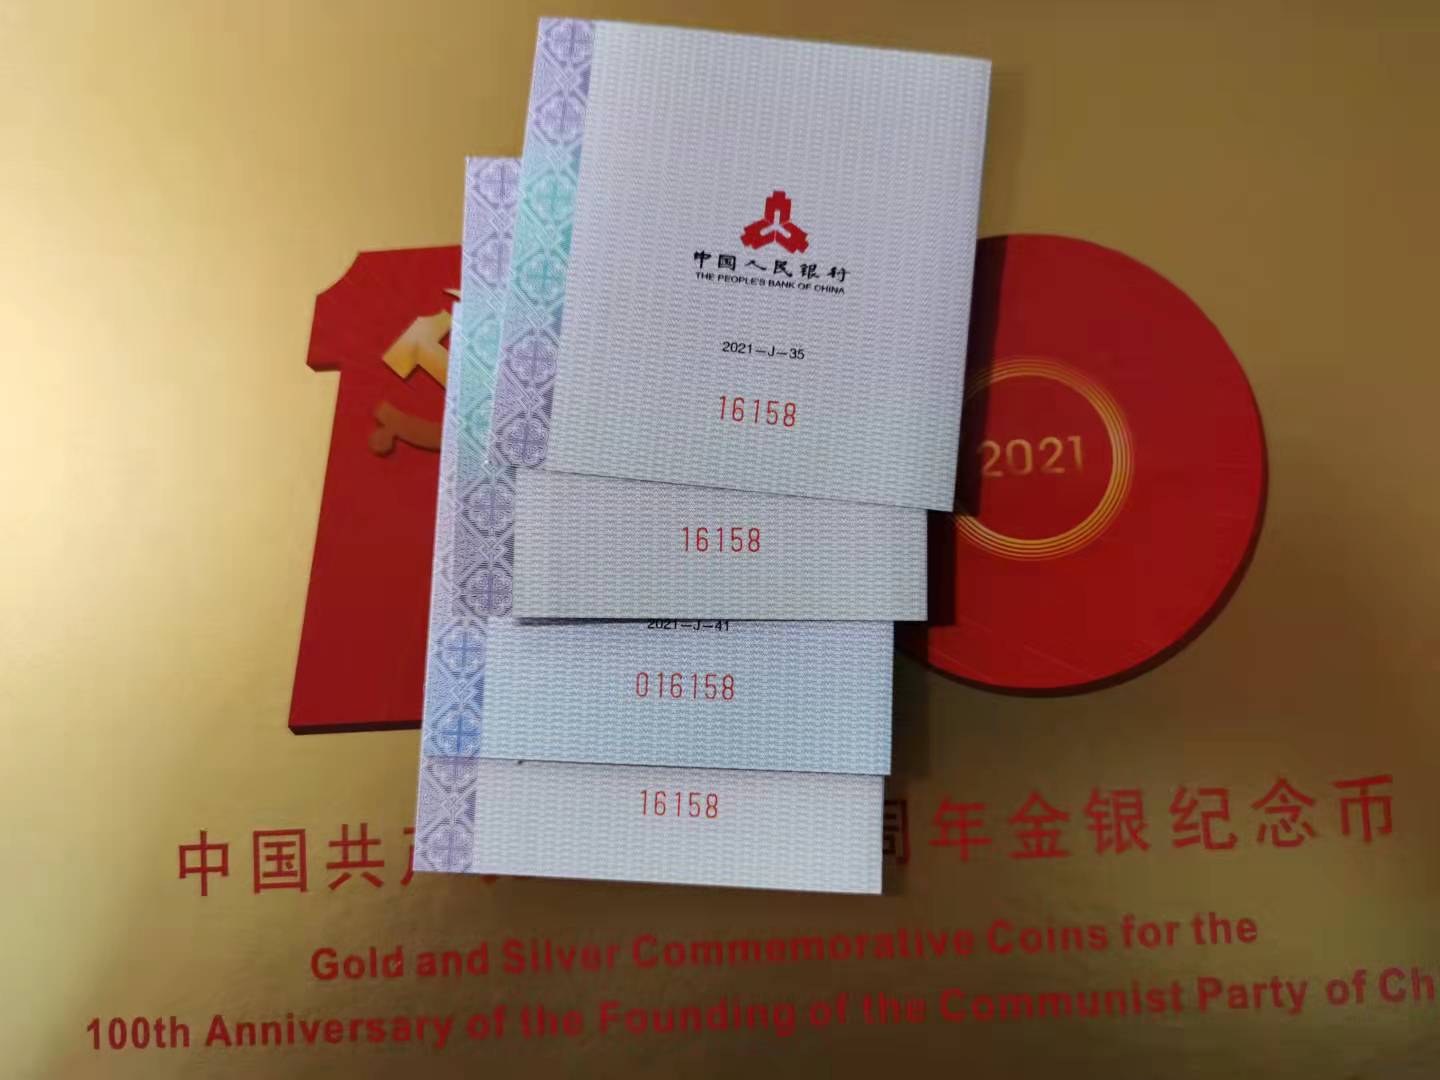 中国人民银行
THE PEOPLE'S BANK OF CHINA
2021-J-35
16158
2021
16158
2021-J-41
016158
16158
中国共 周年金银纪念币
Gold and Silver Commemorative Coins for the
100th Anniversary of the Founding of the Communist Party of Ch